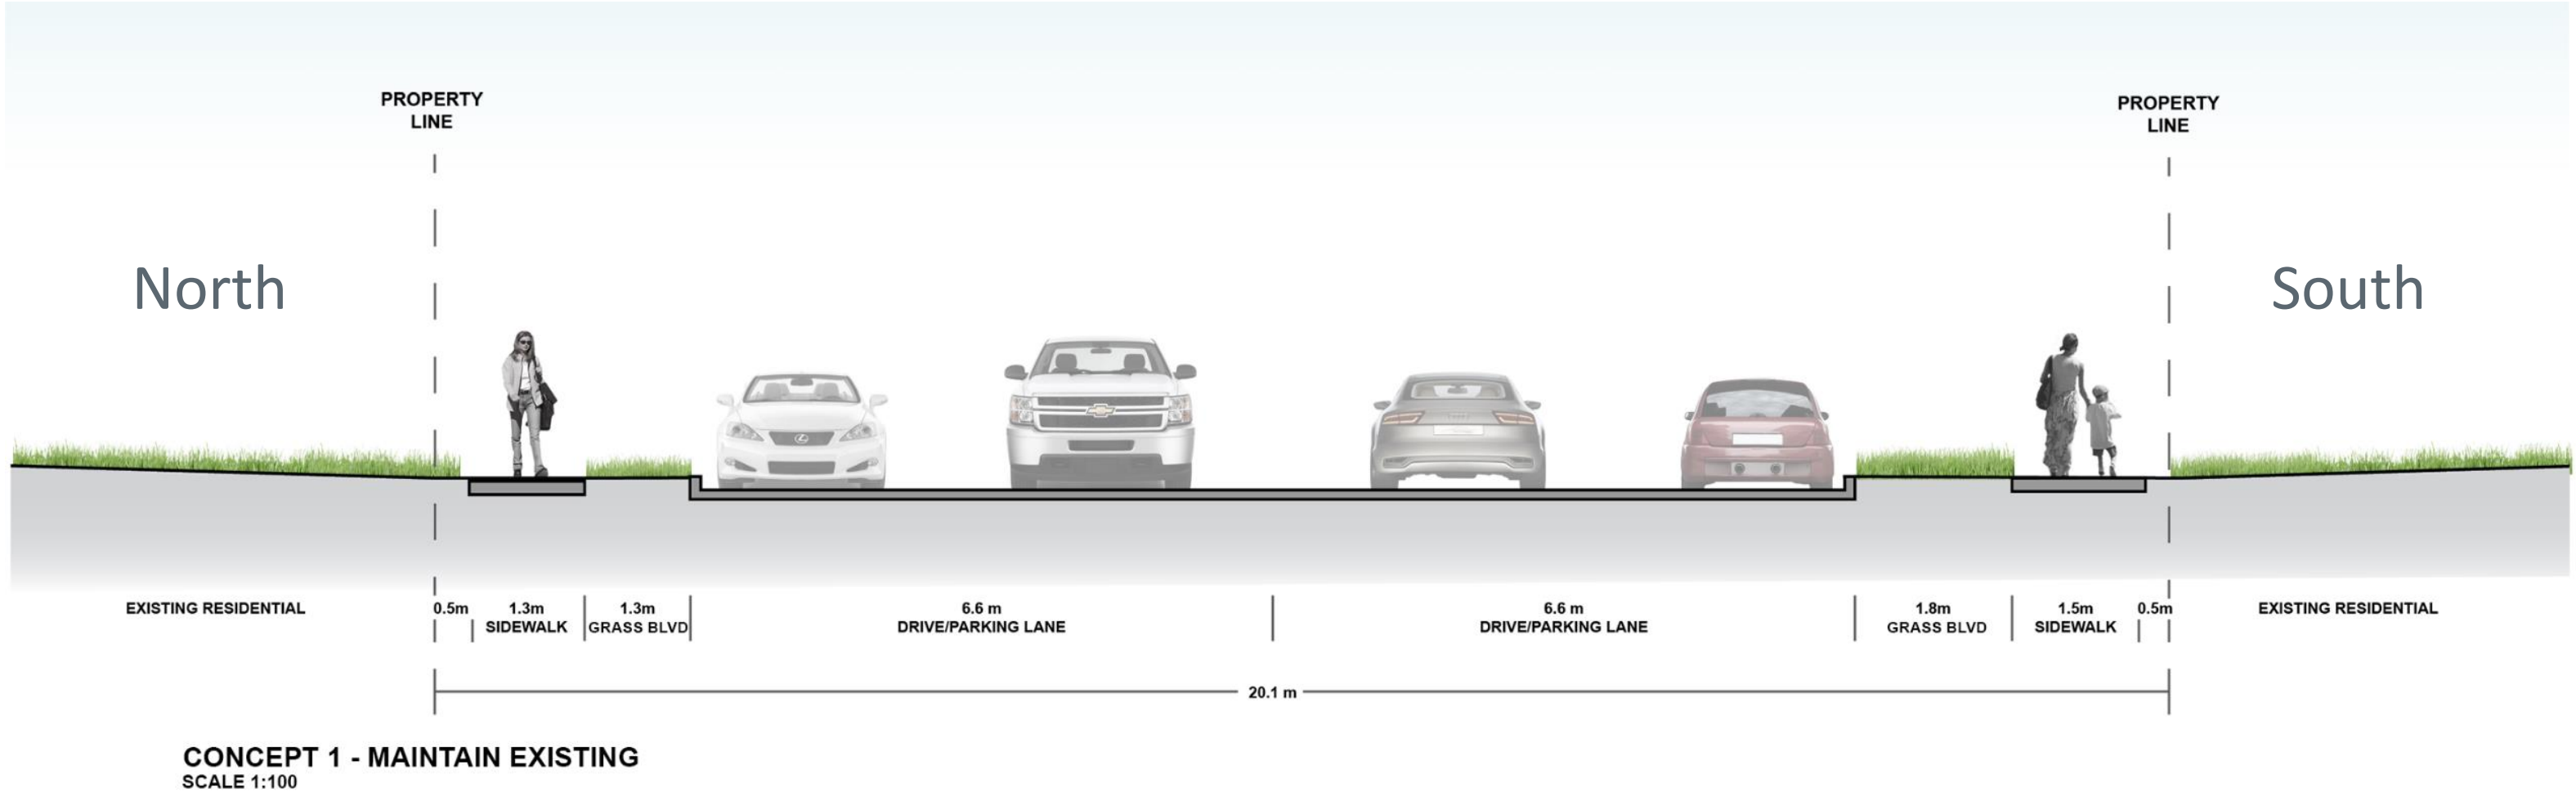 PROPERTY
LINE
PROPERTY
LINE
North
South
EXISTING RESIDENTIAL
0.5m
1.3m
SIDEWALK
1.3m
GRASS BLVD
6.6 m
DRIVE/PARKING LANE
6.6 m
DRIVE/PARKING LANE
1.8m
GRASS BLVD
1.5m
SIDEWALK
0.5m
EXISTING RESIDENTIAL
20.1 m
CONCEPT 1 - MAINTAIN EXISTING
SCALE 1:100